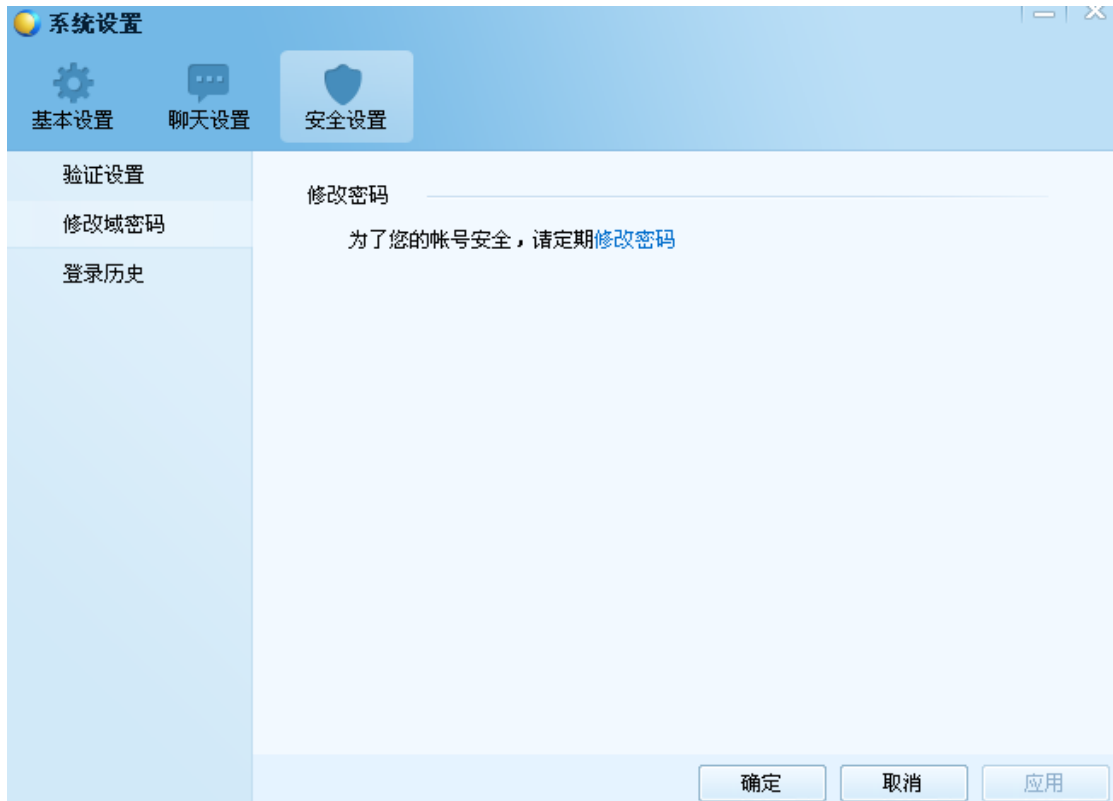 系统设置
基本设置 聊天设置 安全设置
验证设置
修改域密码
登录历史
修改密码
为了您的帐号安全，请定期修改密码
确定 取消 应用